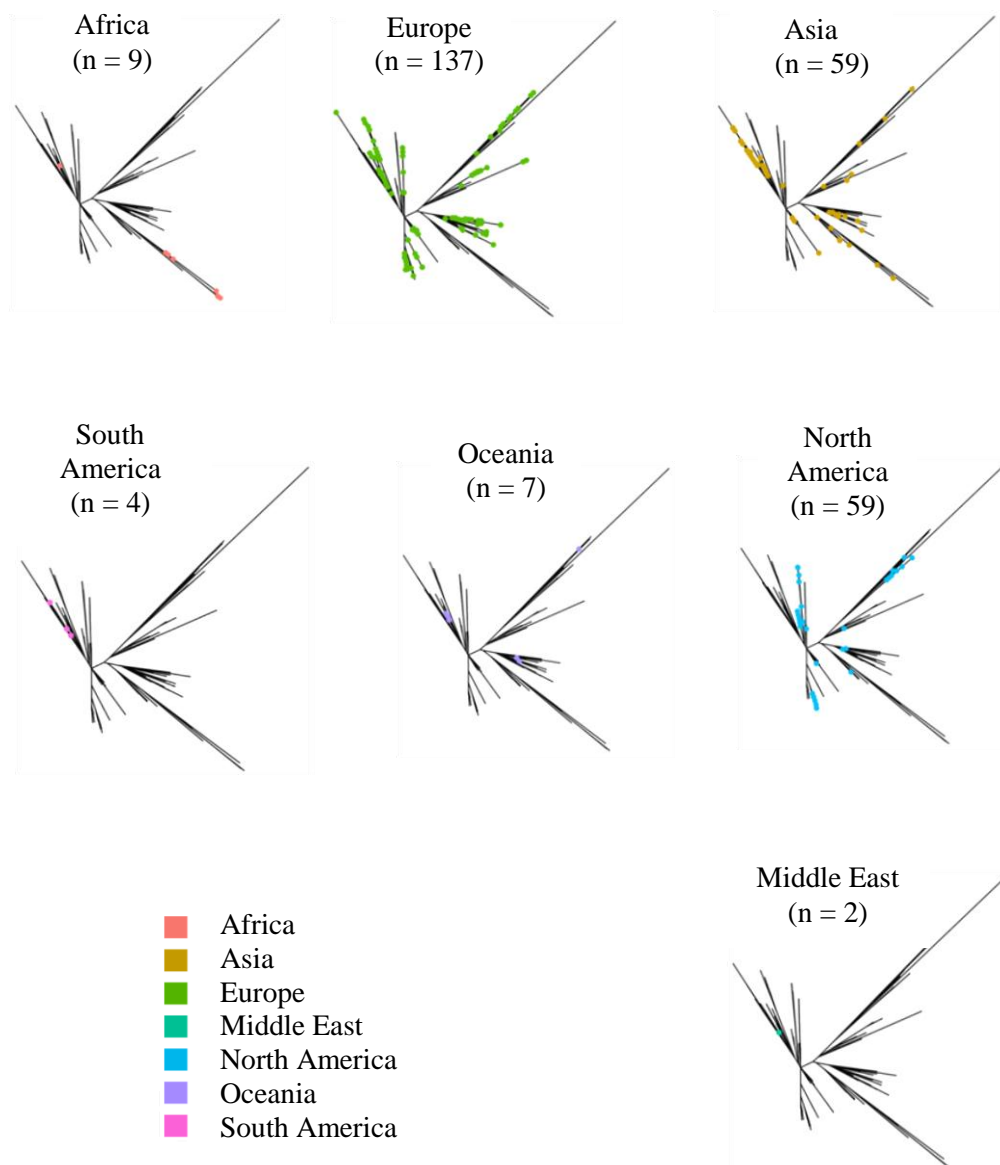 Africa
(n = 9)
Europe
(n = 137)
Asia
(n = 59)
South
America
(n = 4)
Oceania
(n = 7)
North
America
(n = 59)
Middle East
(n = 2)
Africa
Asia
Europe
Middle East
North America
Oceania
South America